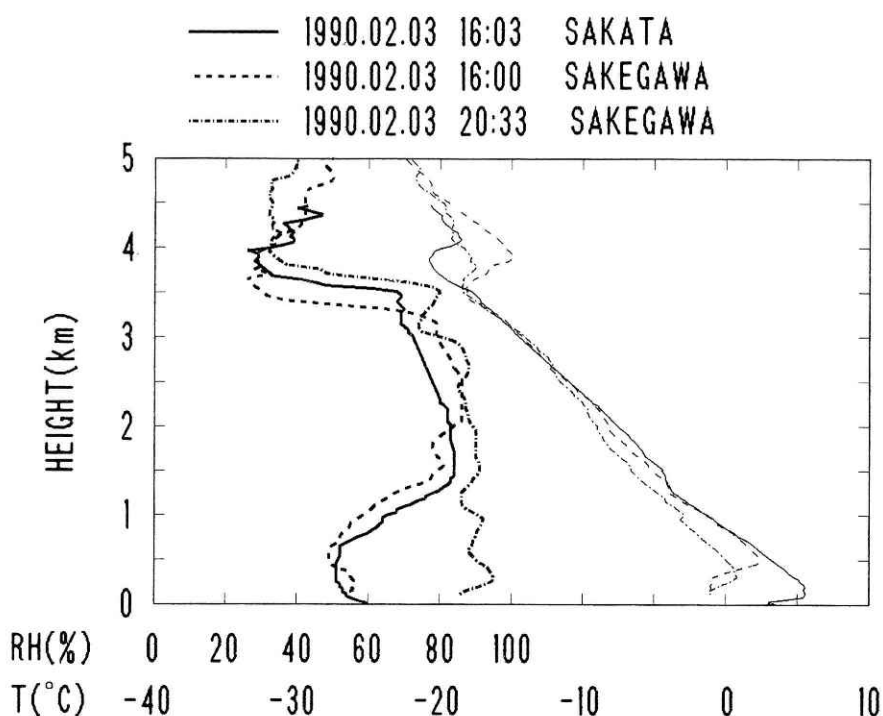 1990.02.03 16:03 SAKATA
1990.02.03 16:00 SAKEGAWA
1990.02.03 20:33 SAKEGAWA
5
4
3
2
1
0
HEIGHT(km)
RH(%) 0 20 40 60 80 100
T(°C) -40 -30 -20 -10 0 10